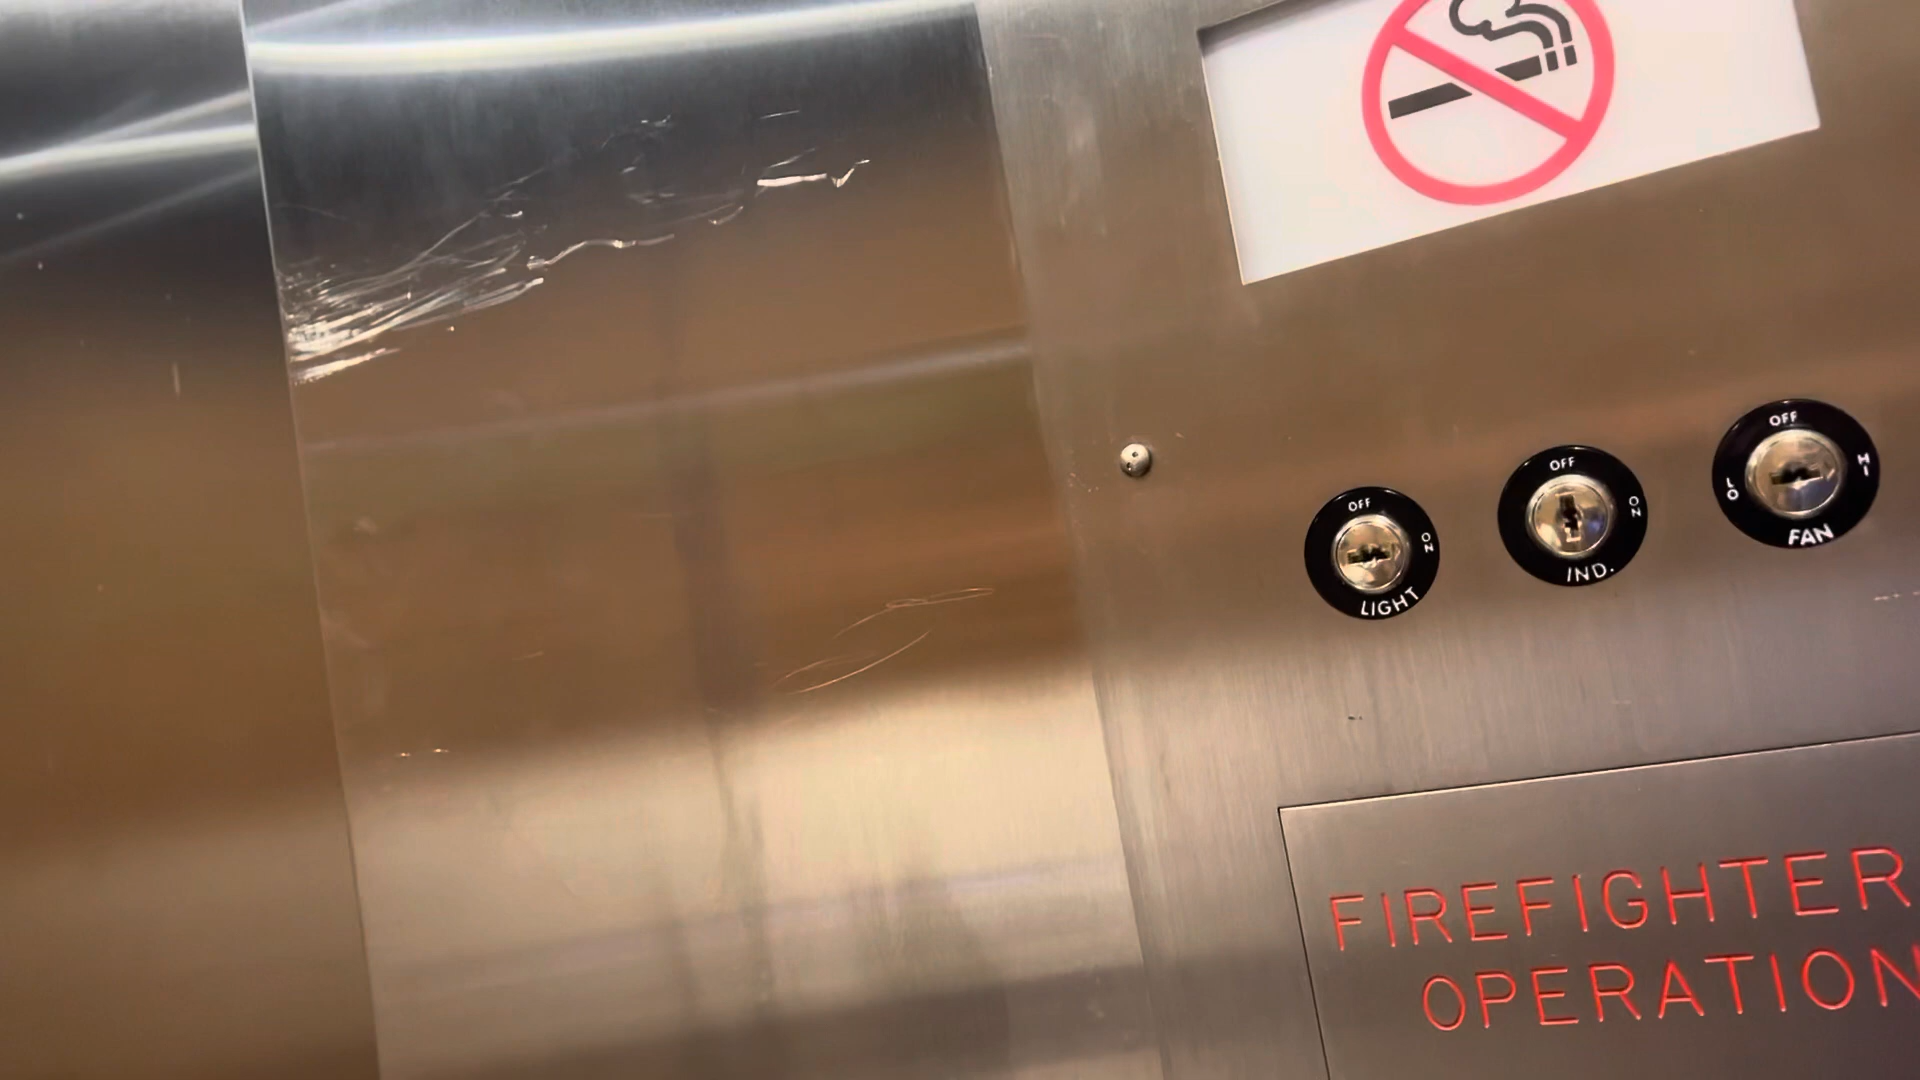 OFF
ON
LIGHT
OFF
ON
IND.
OFF
LO
HI
FAN
FIREFIGHTER
OPERATION